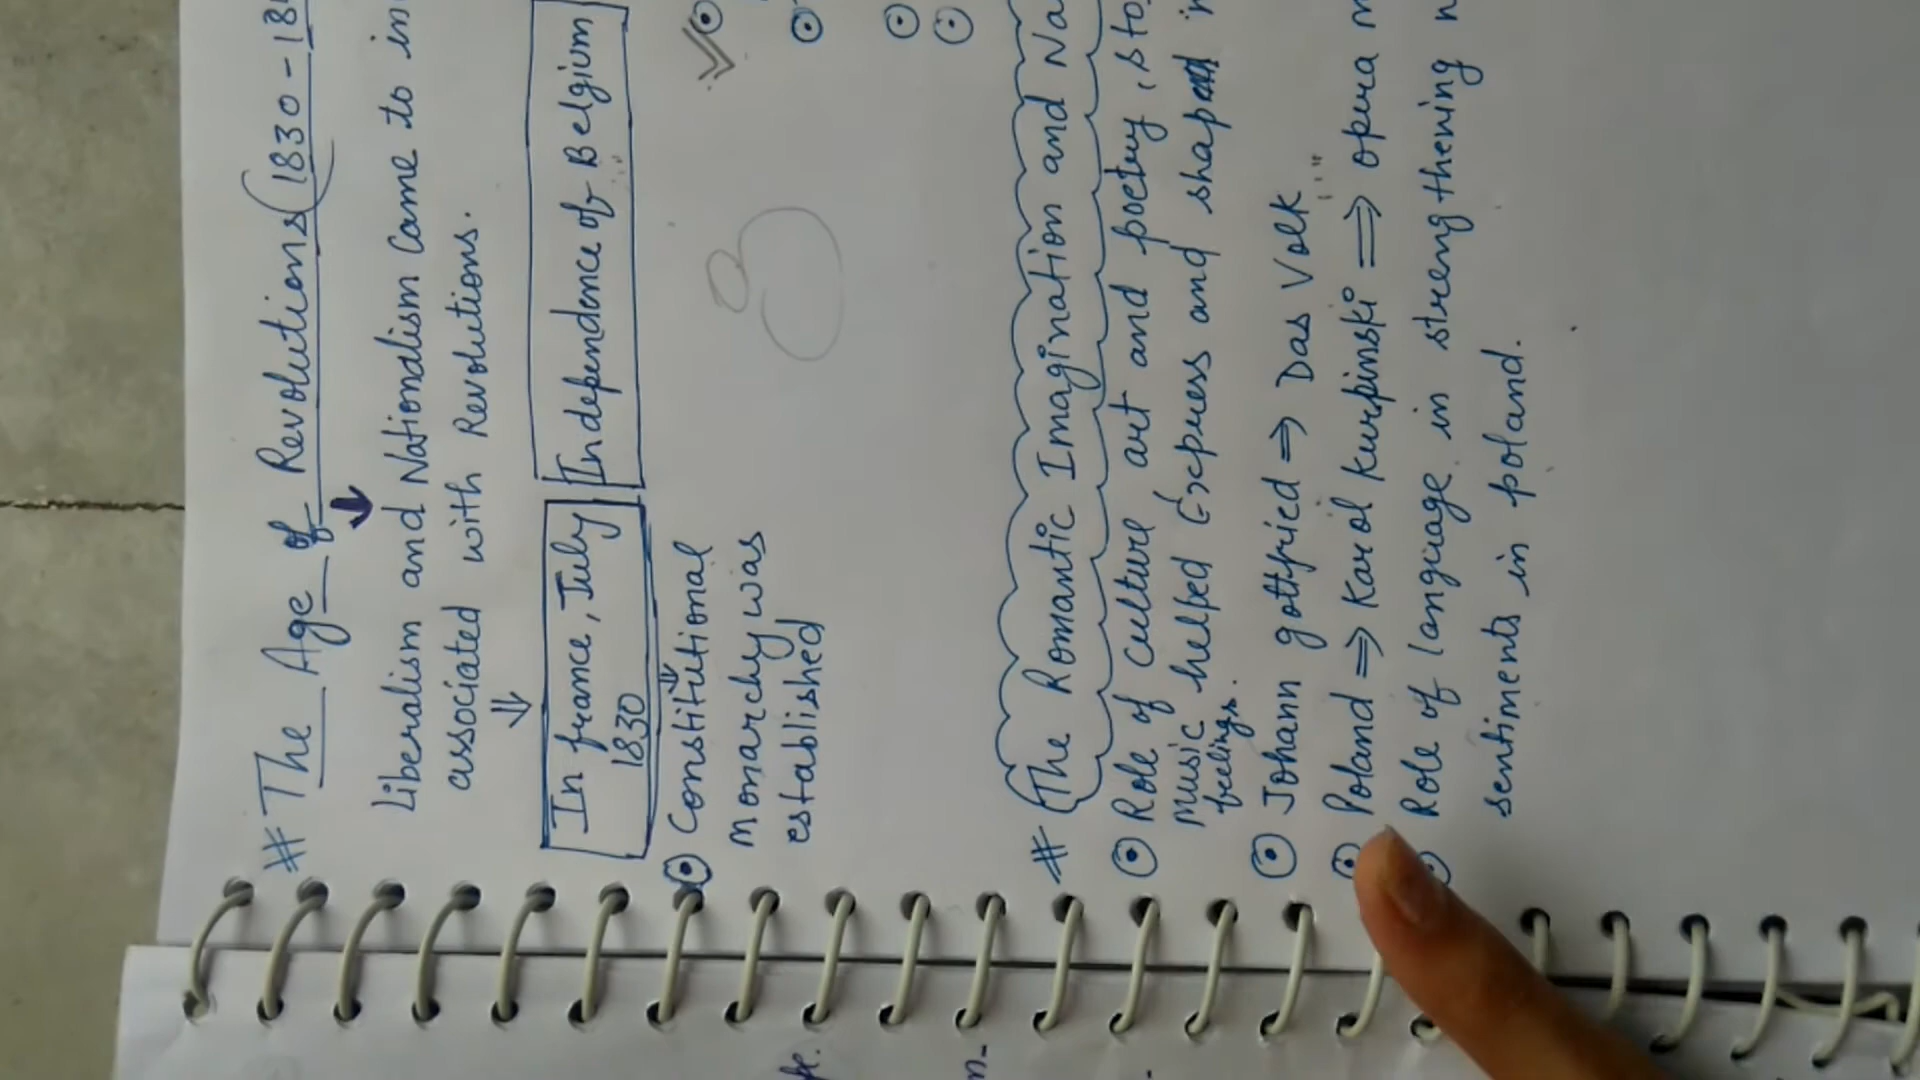 # The Age of Revolutions (1830 - 18
Liberalism and Nationalism Came to in
associated with Revolutions.
In france, July
1830
Independence of Belgium
Constitutional
Monarchy was
established
# The Romantic Imagination and Na
Role of culture art and poetry, sto
Music helped Express and shaped n
feelings.
Johann gottfried ⇒ Das Volk
Poland ⇒ Karol Kurpinski ⇒ opera m
Role of language in strengthening n
sentiments in poland.